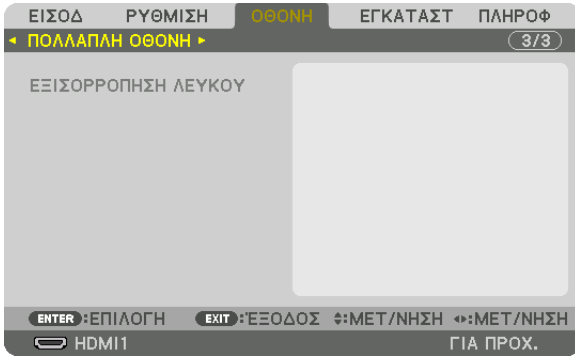 ΕΙΣΟΔ ΡΥΘΜΙΣΗ ΟΘΟΝΗ ΕΓΚΑΤΑΣΤ ΠΛΗΡΟΦ
◂ ΠΟΛΛΑΠΛΗ ΟΘΟΝΗ ▸ 3/3
ΕΞΙΣΟΡΡΟΠΗΣΗ ΛΕΥΚΟΥ
ENTER:ΕΠΙΛΟΓΗ EXIT:ΈΞΟΔΟΣ ♦:ΜΕΤ/ΝΗΣΗ ◂▸:ΜΕΤ/ΝΗΣΗ
HDMI1 ΓΙΑ ΠΡΟΧ.